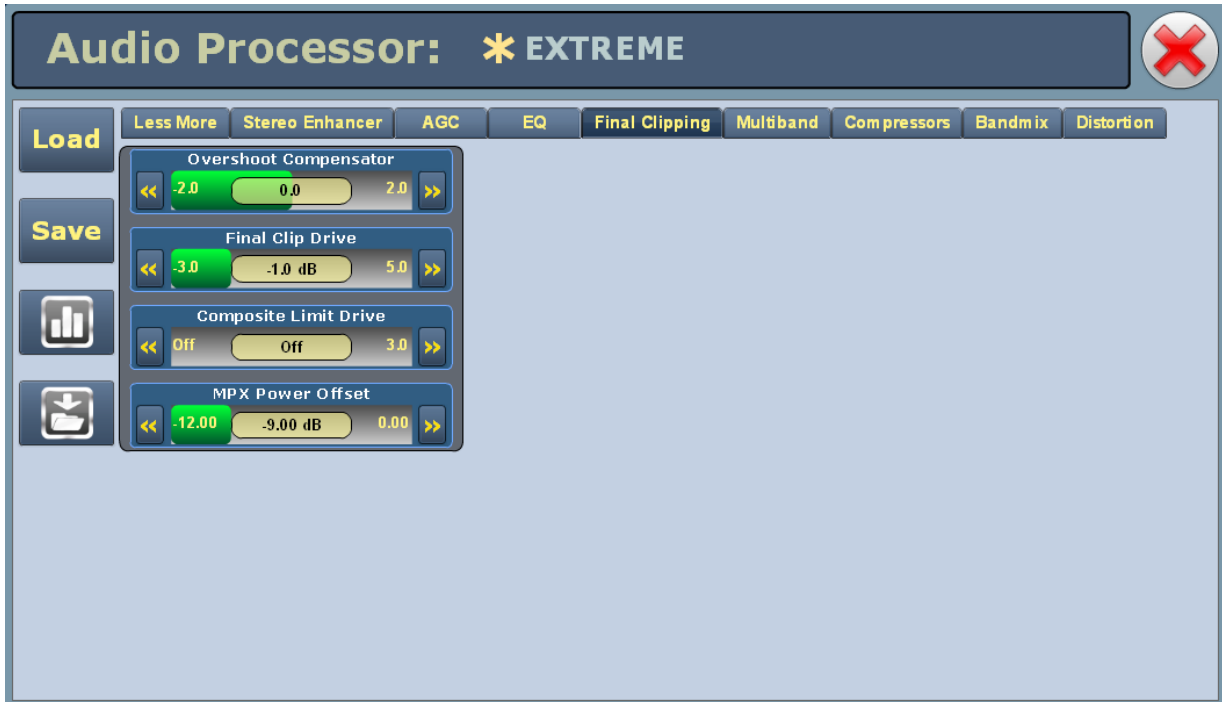 Audio Processor: * EXTREME
Load
Save
Less More Stereo Enhancer AGC EQ Final Clipping Multiband Compressors Bandmix Distortion
Overshoot Compensator
« -2.0 0.0 2.0 »
Final Clip Drive
« -3.0 -1.0 dB 5.0 »
Composite Limit Drive
« Off Off 3.0 »
MPX Power Offset
« -12.00 -9.00 dB 0.00 »